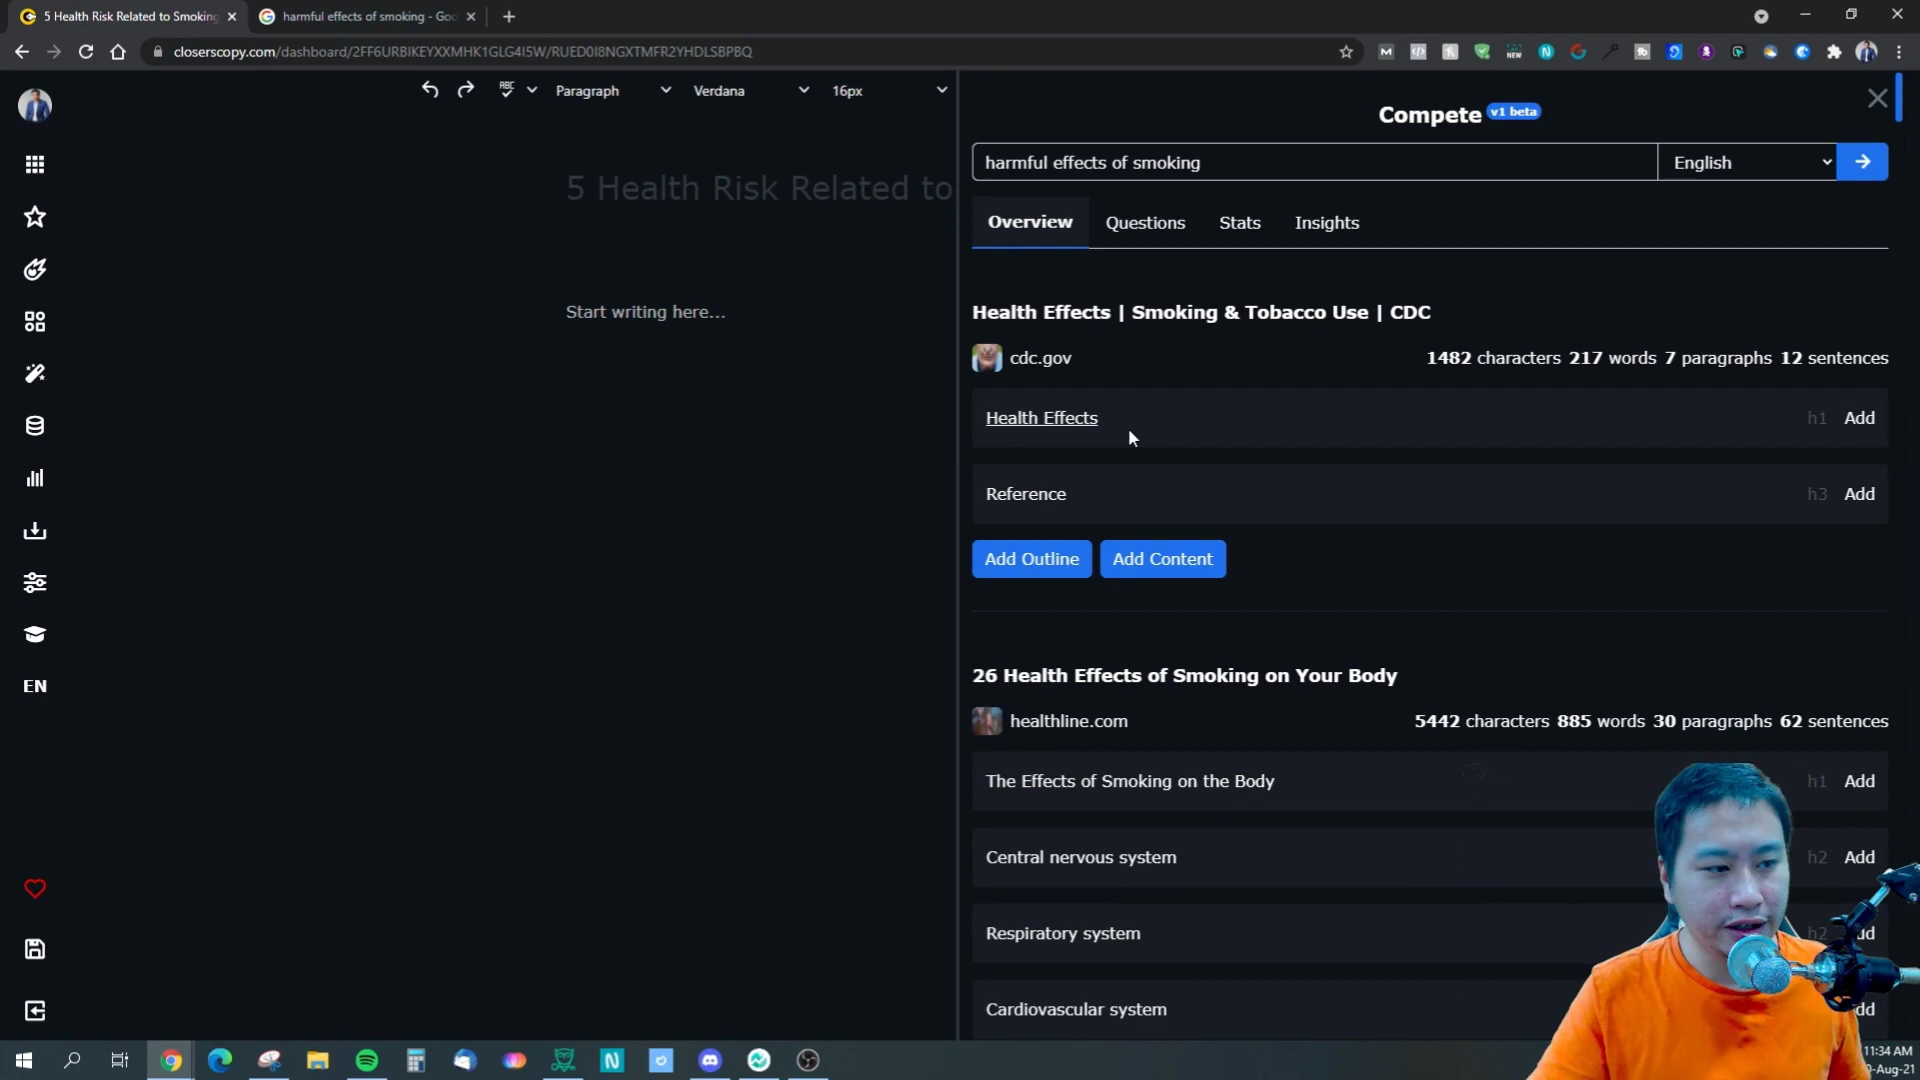 5 Health Risk Related to Smoking
harmful effects of smoking - Goo
closerscopy.com/dashboard/2FF6URBIKEYXXMHK1GLG4I5W/RUED0I8NGXTMFR2YHDLSBPBQ
NEW
ABC
Paragraph
Verdana
16px
Compete v1 beta
harmful effects of smoking
English
Overview
Questions
Stats
Insights
5 Health Risk Related to
Start writing here...
Health Effects | Smoking & Tobacco Use | CDC
cdc.gov
1482 characters 217 words 7 paragraphs 12 sentences
Health Effects
h1 Add
Reference
h3 Add
Add Outline
Add Content
EN
26 Health Effects of Smoking on Your Body
healthline.com
5442 characters 885 words 30 paragraphs 62 sentences
The Effects of Smoking on the Body
h1 Add
Central nervous system
h2 Add
Respiratory system
h2
Cardiovascular system
11:34 AM
-Aug-21